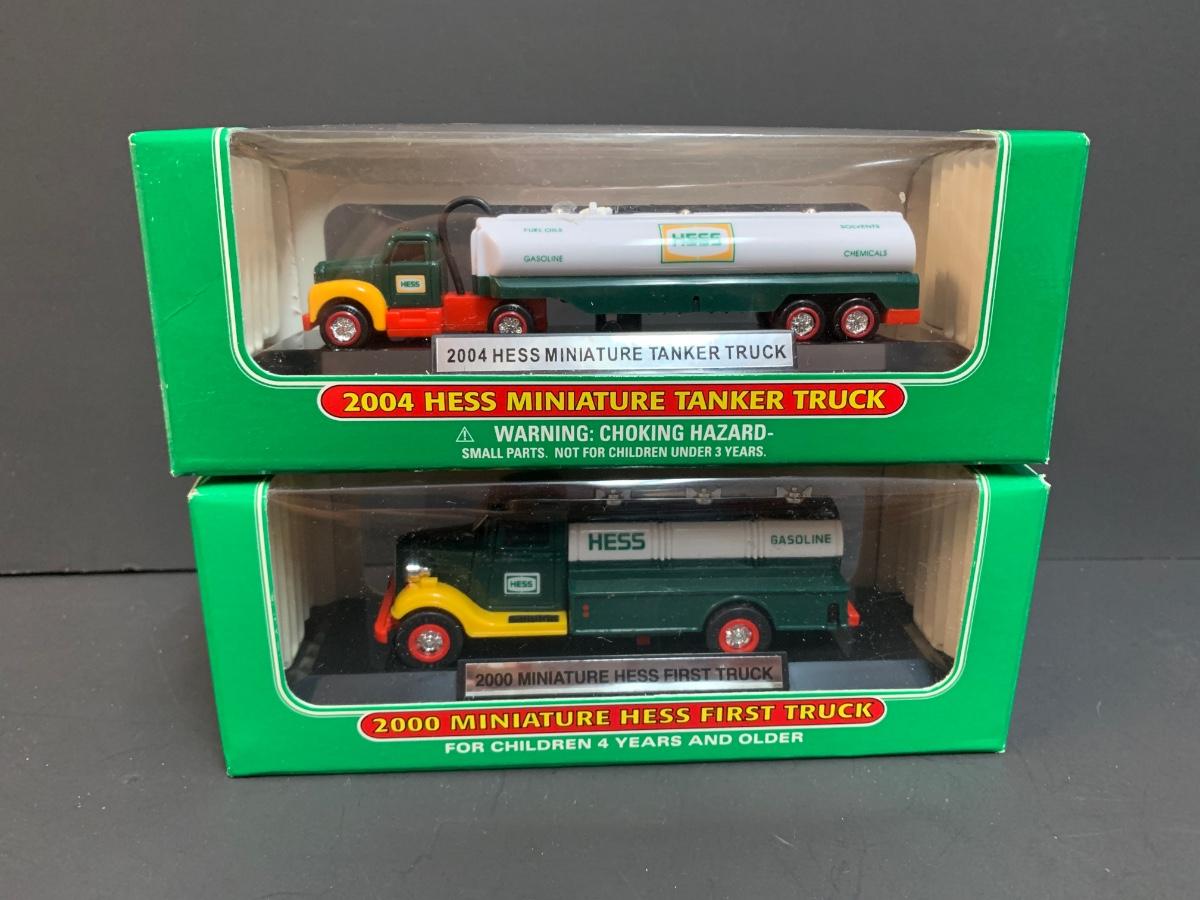 FUEL OILS
HESS
SOLVENTS
GASOLINE
CHEMICALS
HESS
2004 HESS MINIATURE TANKER TRUCK
2004 HESS MINIATURE TANKER TRUCK
⚠ WARNING: CHOKING HAZARD-
SMALL PARTS. NOT FOR CHILDREN UNDER 3 YEARS.
HESS
GASOLINE
HESS
2000 MINIATURE HESS FIRST TRUCK
2000 MINIATURE HESS FIRST TRUCK
FOR CHILDREN 4 YEARS AND OLDER